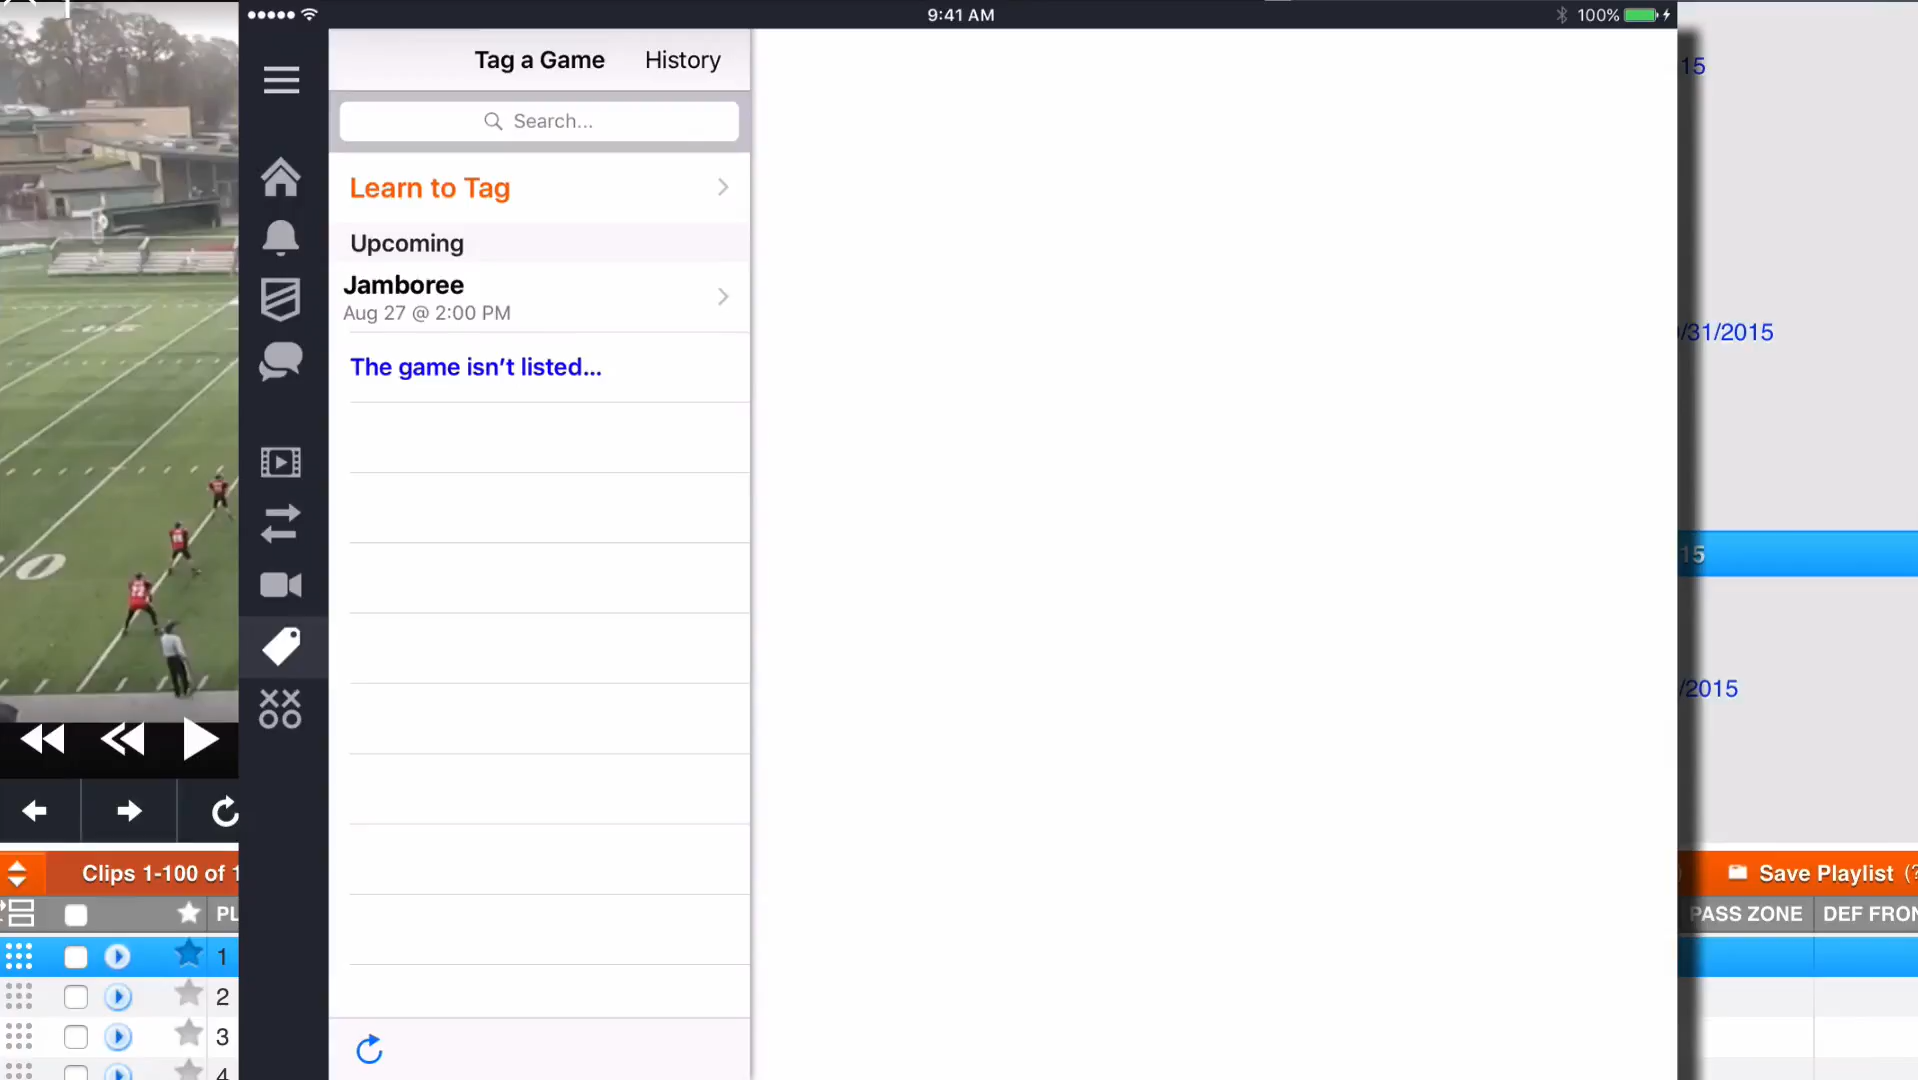 9:41 AM
100%
Tag a Game
History
Search...
Learn to Tag
Upcoming
Jamboree
Aug 27 @ 2:00 PM
The game isn’t listed...
15
/31/2015
15
/2015
Clips 1-100 of 1
Save Playlist (?
PL
PASS ZONE
DEF FRON
1
2
3
4